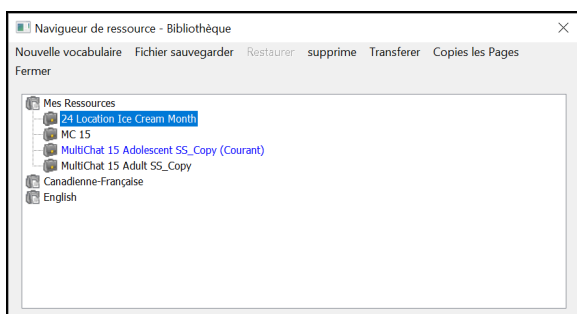 Navigueur de ressource - Bibliothèque
Nouvelle vocabulaire Fichier sauvegarder Restaurer supprime Transferer Copies les Pages
Fermer
Mes Ressources
24 Location Ice Cream Month
MC 15
MultiChat 15 Adolescent SS_Copy (Courant)
MultiChat 15 Adult SS_Copy
Canadienne-Française
English